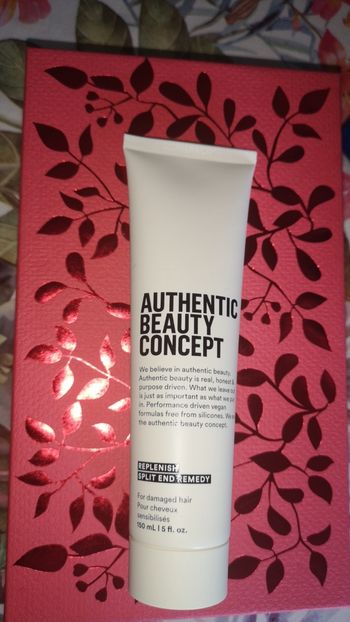 AUTHENTIC
BEAUTY
CONCEPT
We believe in authentic beauty.
Authentic beauty is real, honest &
purpose driven. What we leave out
is just as important as what we put
in. Performance driven vegan
formulas free from silicones. We are
the authentic beauty concept.
REPLENISH
SPLIT END REMEDY
For damaged hair
Pour cheveux
sensibilisés
150 mL | 5 fl. oz.